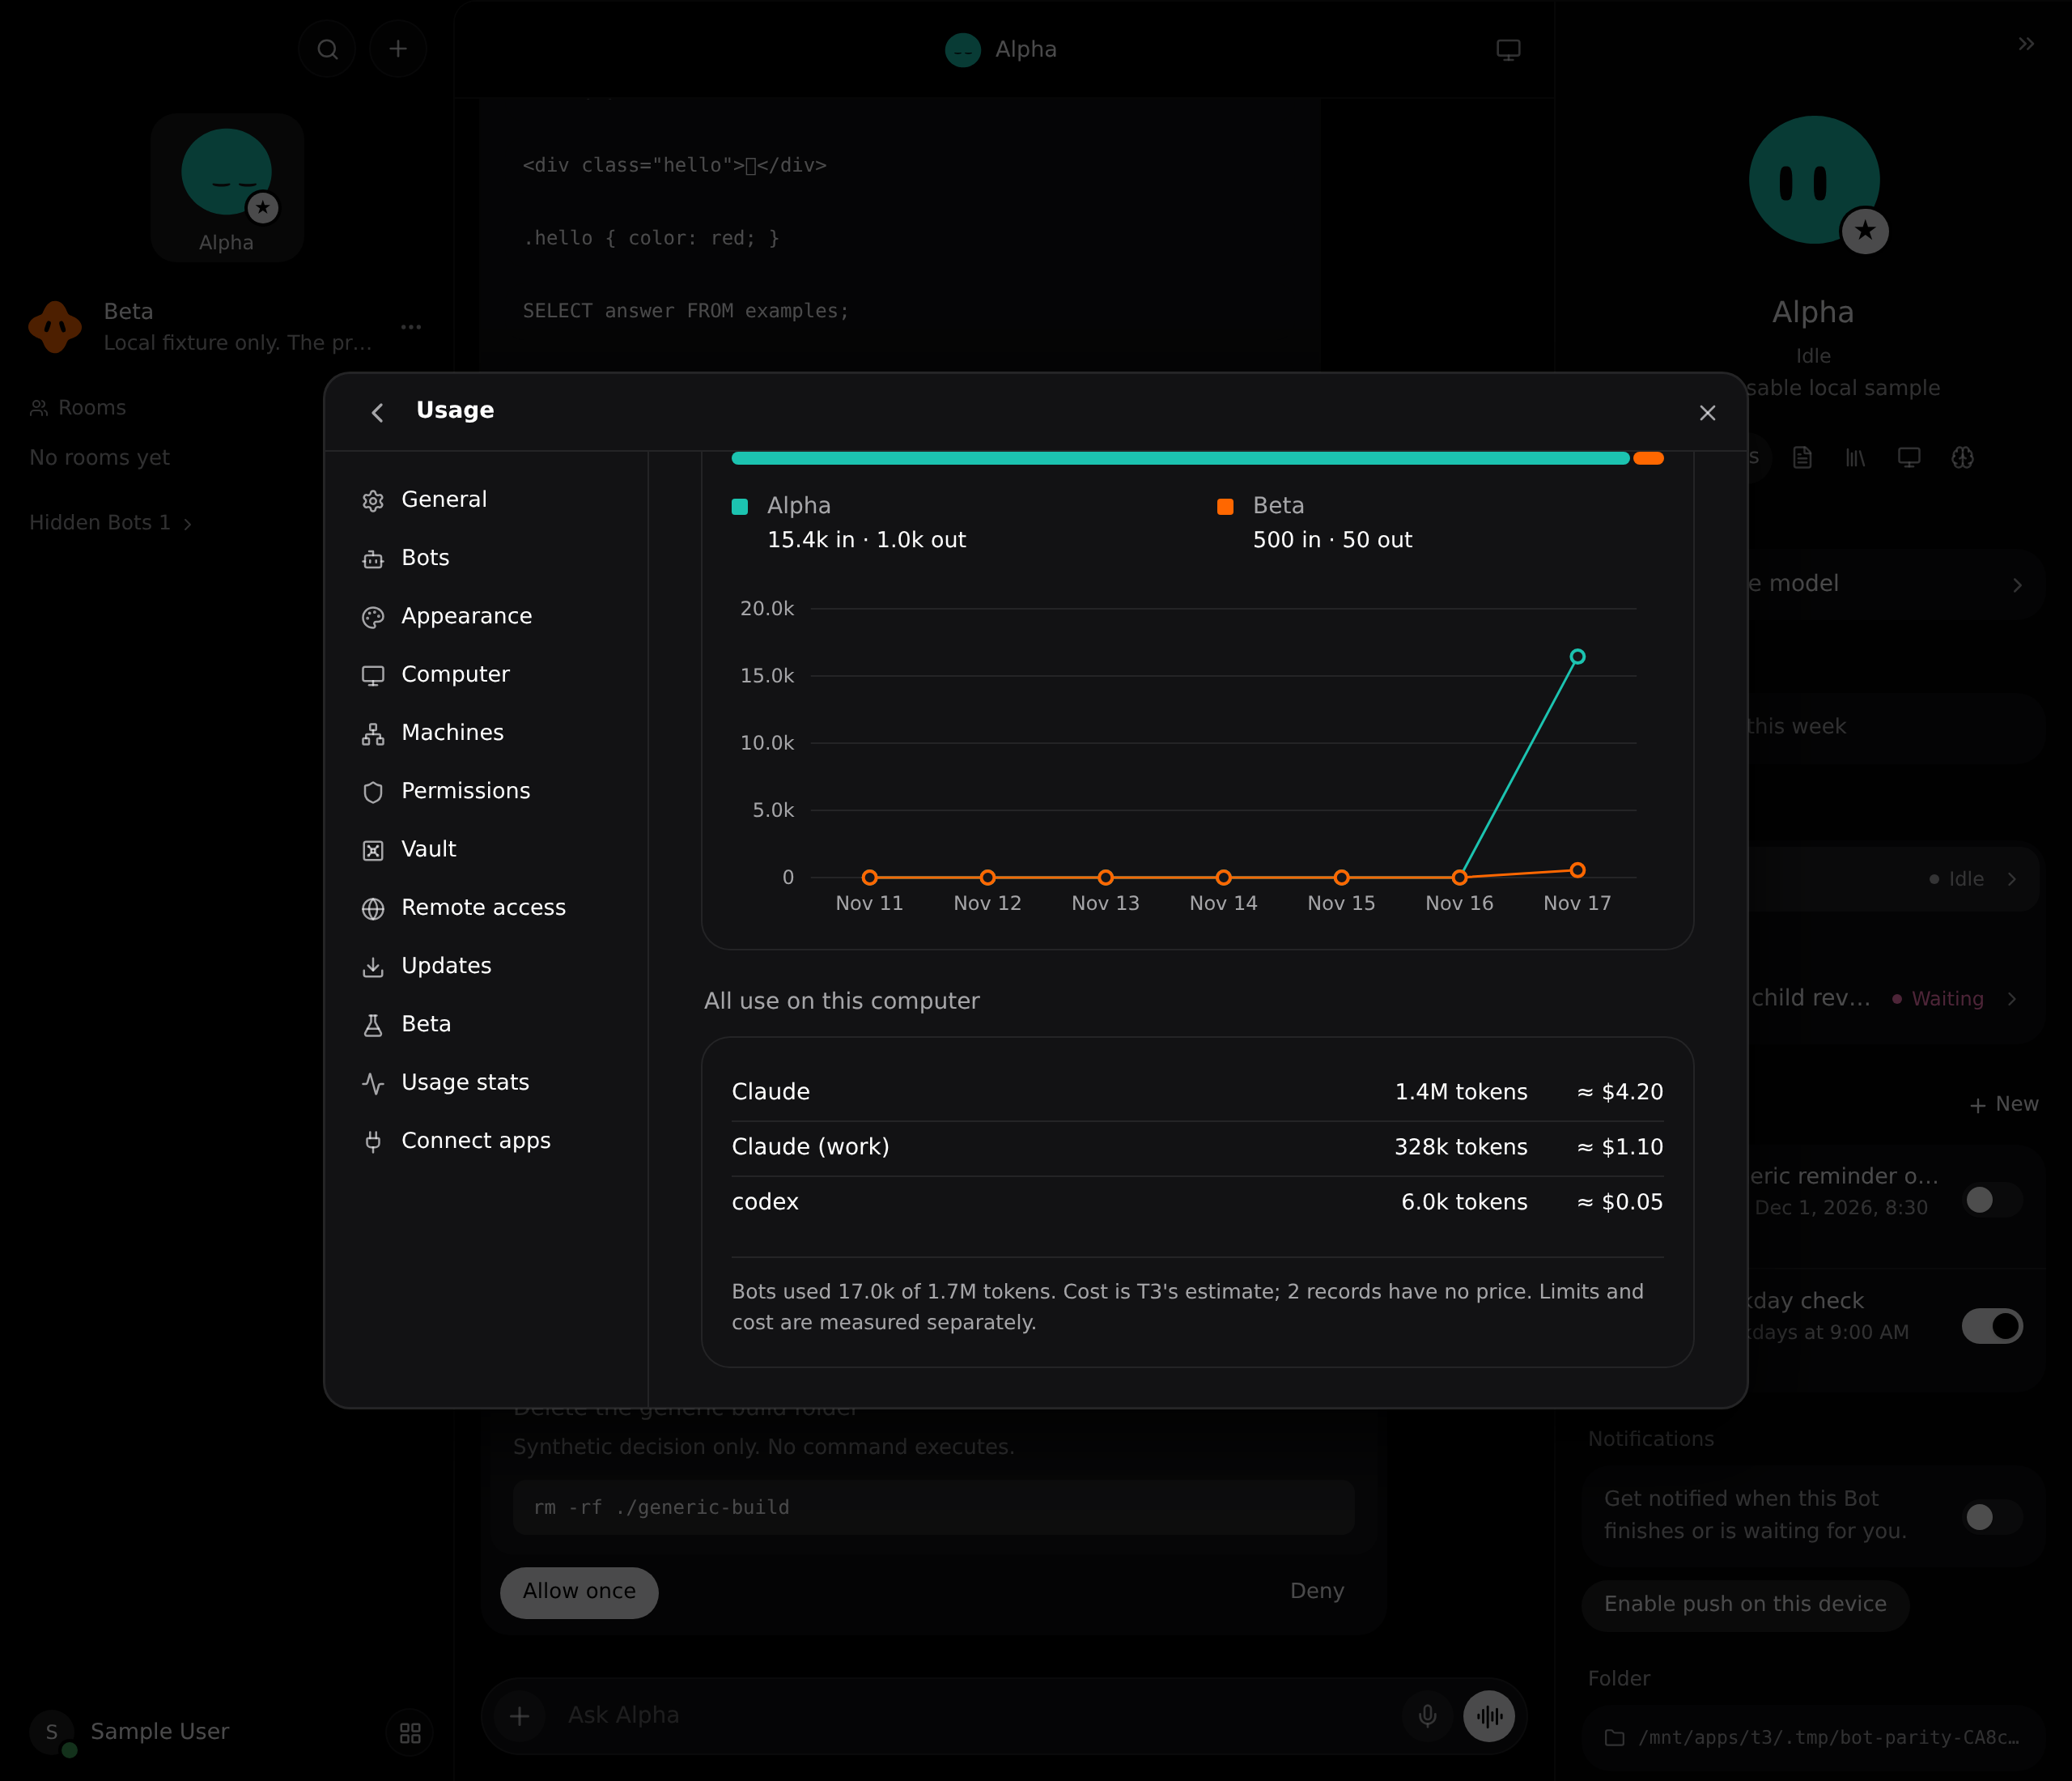 Alpha
Beta
Local fixture only. The pr...
Rooms
No rooms yet
Hidden Bots 1
S
Sample User
Alpha
<div class="hello"></div>
.hello { color: red; }
SELECT answer FROM examples;
Usage
General
Bots
Appearance
Computer
Machines
Permissions
Vault
Remote access
Updates
Beta
Usage stats
Connect apps
Alpha
15.4k in · 1.0k out
Beta
500 in · 50 out
20.0k
15.0k
10.0k
5.0k
0
Nov 11 Nov 12 Nov 13 Nov 14 Nov 15 Nov 16 Nov 17
All use on this computer
Claude 1.4M tokens ≈ $4.20
Claude (work) 328k tokens ≈ $1.10
codex 6.0k tokens ≈ $0.05
Bots used 17.0k of 1.7M tokens. Cost is T3's estimate; 2 records have no price. Limits and
cost are measured separately.
Delete the generic build folder
Synthetic decision only. No command executes.
rm -rf ./generic-build
Allow once
Deny
Ask Alpha
Alpha
Idle
local sample
model
this week
Idle
child rev... Waiting
New
reminder o...
Dec 1, 2026, 8:30
check
at 9:00 AM
Notifications
Get notified when this Bot
finishes or is waiting for you.
Enable push on this device
Folder
/mnt/apps/t3/.tmp/bot-parity-CA8c...